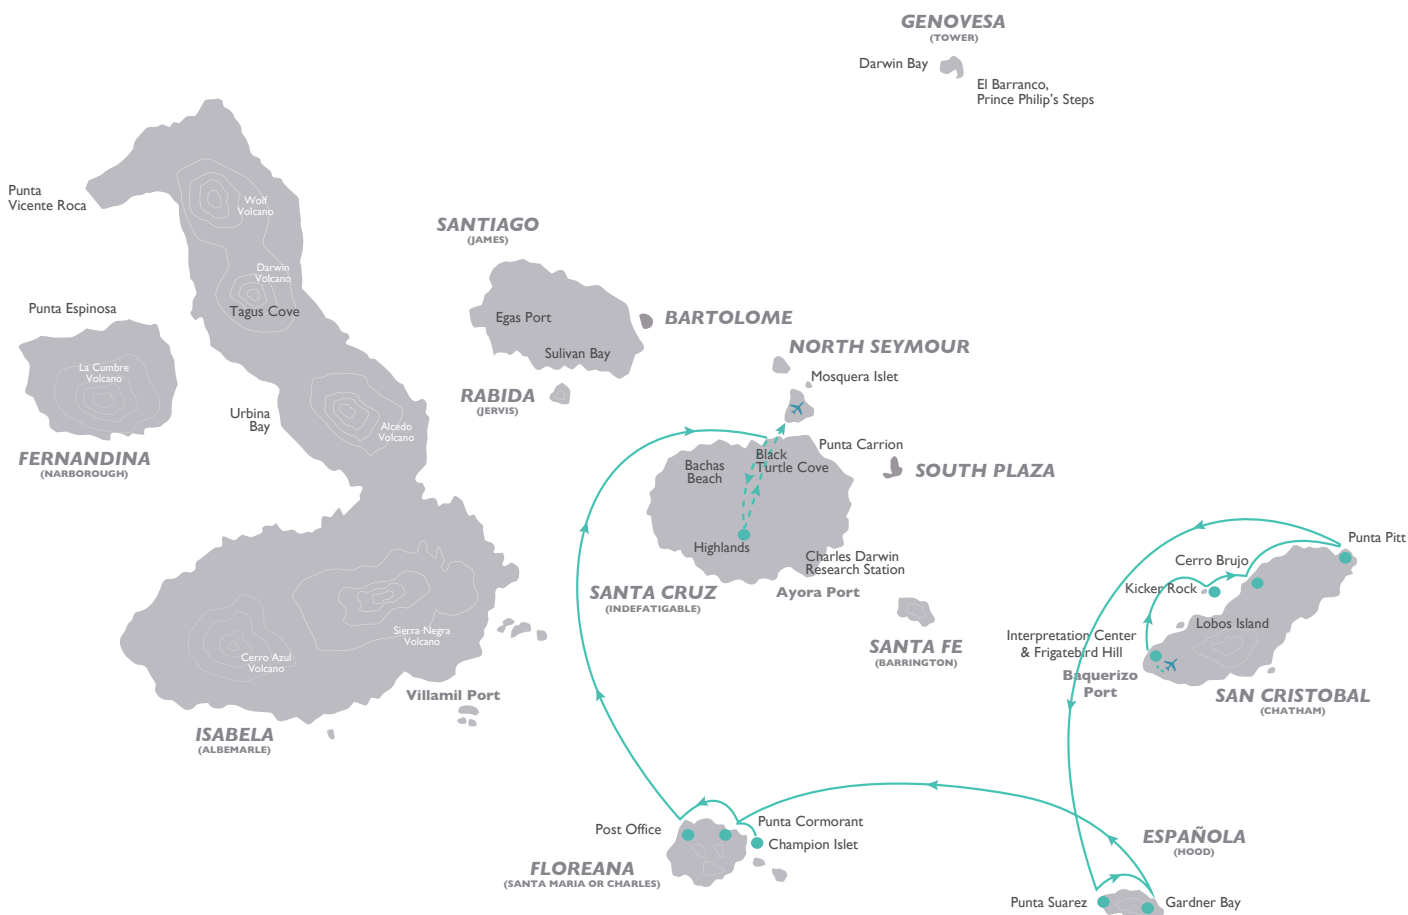 GENOVESA
(TOWER)
Darwin Bay
El Barranco,
Prince Philip's Steps
Punta
Vicente Roca
Wolf
Volcano
SANTIAGO
(JAMES)
Darwin
Volcano
Tagus Cove
Punta Espinosa
Egas Port
BARTOLOME
Sulivan Bay
NORTH SEYMOUR
Mosquera Islet
La Cumbre
Volcano
RABIDA
(JERVIS)
Urbina
Bay
Alcedo
Volcano
FERNANDINA
(NARBOROUGH)
Punta Carrion
Black
Turtle Cove
Bachas
Beach
SOUTH PLAZA
Highlands
Charles Darwin
Research Station
SANTA CRUZ
(INDEFATIGABLE)
Ayora Port
Punta Pitt
Cerro Brujo
Kicker Rock
Lobos Island
Interpretation Center
& Frigatebird Hill
SANTA FE
(BARRINGTON)
Baquerizo
Port
SAN CRISTOBAL
(CHATHAM)
Sierra Negra
Volcano
Cerro Azul
Volcano
Villamil Port
ISABELA
(ALBEMARLE)
Post Office
Punta Cormorant
Champion Islet
FLOREANA
(SANTA MARIA OR CHARLES)
ESPAÑOLA
(HOOD)
Punta Suarez
Gardner Bay